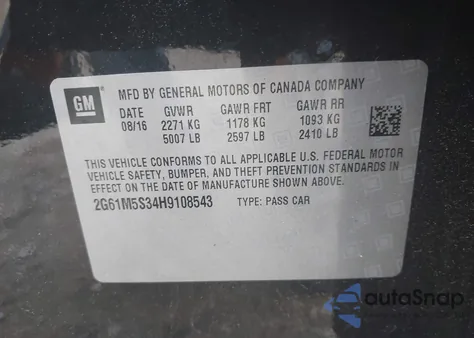 GM
MFD BY GENERAL MOTORS OF CANADA COMPANY
DATE GVWR GAWR FRT GAWR RR
08/16 2271 KG 1178 KG 1093 KG
5007 LB 2597 LB 2410 LB
THIS VEHICLE CONFORMS TO ALL APPLICABLE U.S. FEDERAL MOTOR
VEHICLE SAFETY, BUMPER, AND THEFT PREVENTION STANDARDS IN
EFFECT ON THE DATE OF MANUFACTURE SHOWN ABOVE.
2G61M5S34H9108543 TYPE: PASS CAR
autaSnap